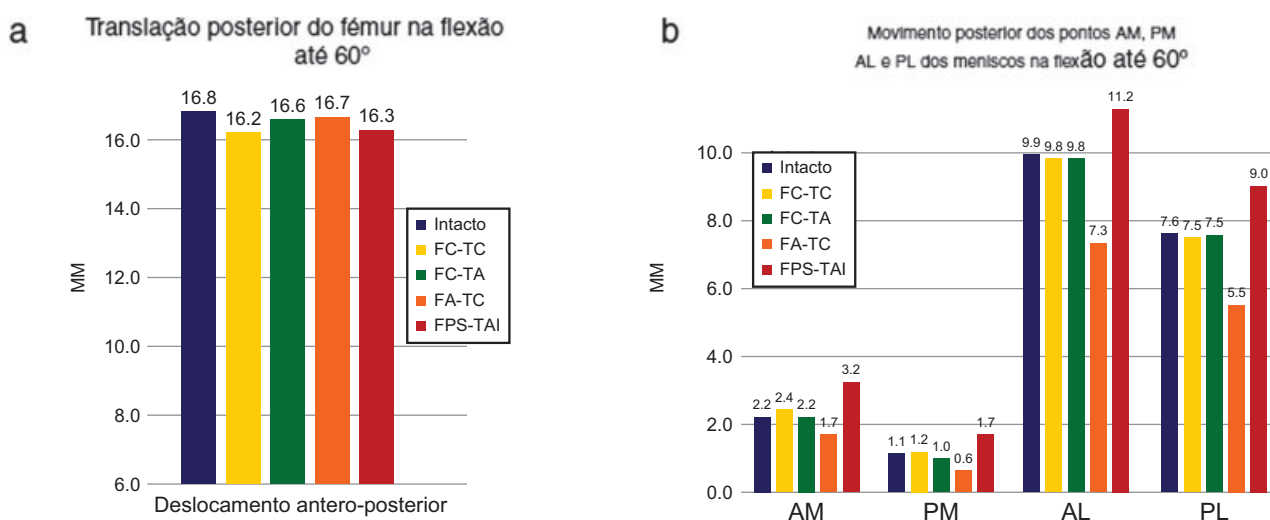 a
Translação posterior do fémur na flexão
até 60º
16.8
16.2
16.6
16.7
16.3
16.0
14.0
12.0
10.0
8.0
6.0
MM
Intacto
FC-TC
FC-TA
FA-TC
FPS-TAI
Deslocamento antero-posterior
b
Movimento posterior dos pontos AM, PM
AL e PL dos meniscos na flexão até 60º
10.0
8.0
6.0
4.0
2.0
0.0
MM
Intacto
FC-TC
FC-TA
FA-TC
FPS-TAI
2.2
2.4
2.2
1.7
3.2
1.1
1.2
1.0
0.6
1.7
9.9
9.8
9.8
7.3
11.2
7.6
7.5
7.5
5.5
9.0
AM
PM
AL
PL